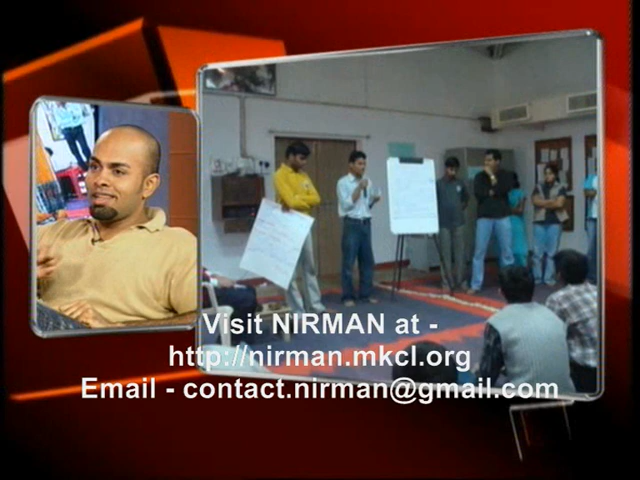 Visit NIRMAN at -
http://nirman.mkcl.org
Email - contact.nirman@gmail.com